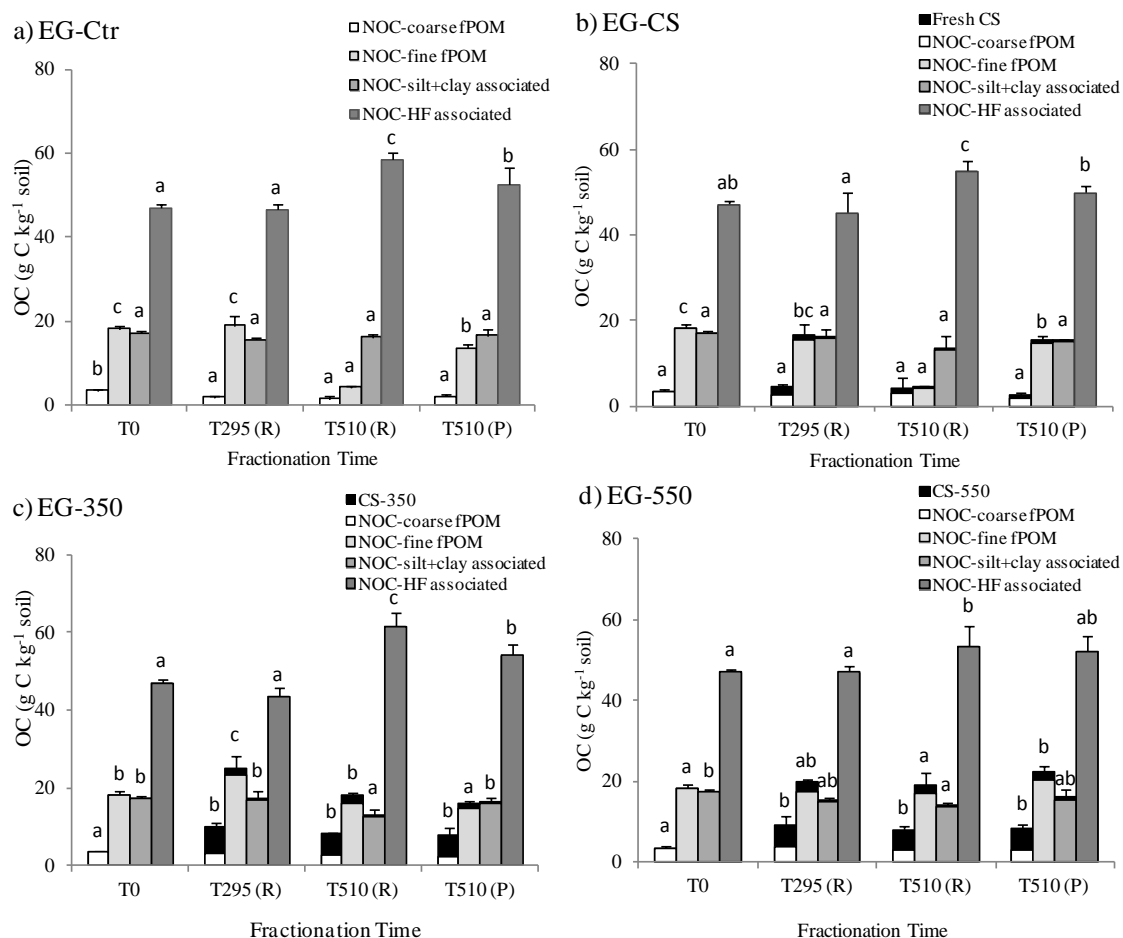 a) EG-Ctr
NOC-coarse fPOM
NOC-fine fPOM
NOC-silt+clay associated
NOC-HF associated
OC (g C kg-1 soil)
80
60
40
20
0
b c a a
a c a a
a a a c
a b a b
T0 T295 (R) T510 (R) T510 (P)
Fractionation Time
b) EG-CS
Fresh CS
NOC-coarse fPOM
NOC-fine fPOM
NOC-silt+clay associated
NOC-HF associated
OC (g C kg-1 soil)
80
60
40
20
0
a c a ab
a bc a a
a a a c
a b a b
T0 T295 (R) T510 (R) T510 (P)
Fractionation Time
c) EG-350
CS-350
NOC-coarse fPOM
NOC-fine fPOM
NOC-silt+clay associated
NOC-HF associated
OC (g C kg-1 soil)
80
60
40
20
0
a b b a
b c b a
b b a c
b a b b
T0 T295 (R) T510 (R) T510 (P)
Fractionation Time
d) EG-550
CS-550
NOC-coarse fPOM
NOC-fine fPOM
NOC-silt+clay associated
NOC-HF associated
OC (g C kg-1 soil)
80
60
40
20
0
a a b a
b ab ab a
b a a b
b b ab ab
T0 T295 (R) T510 (R) T510 (P)
Fractionation Time